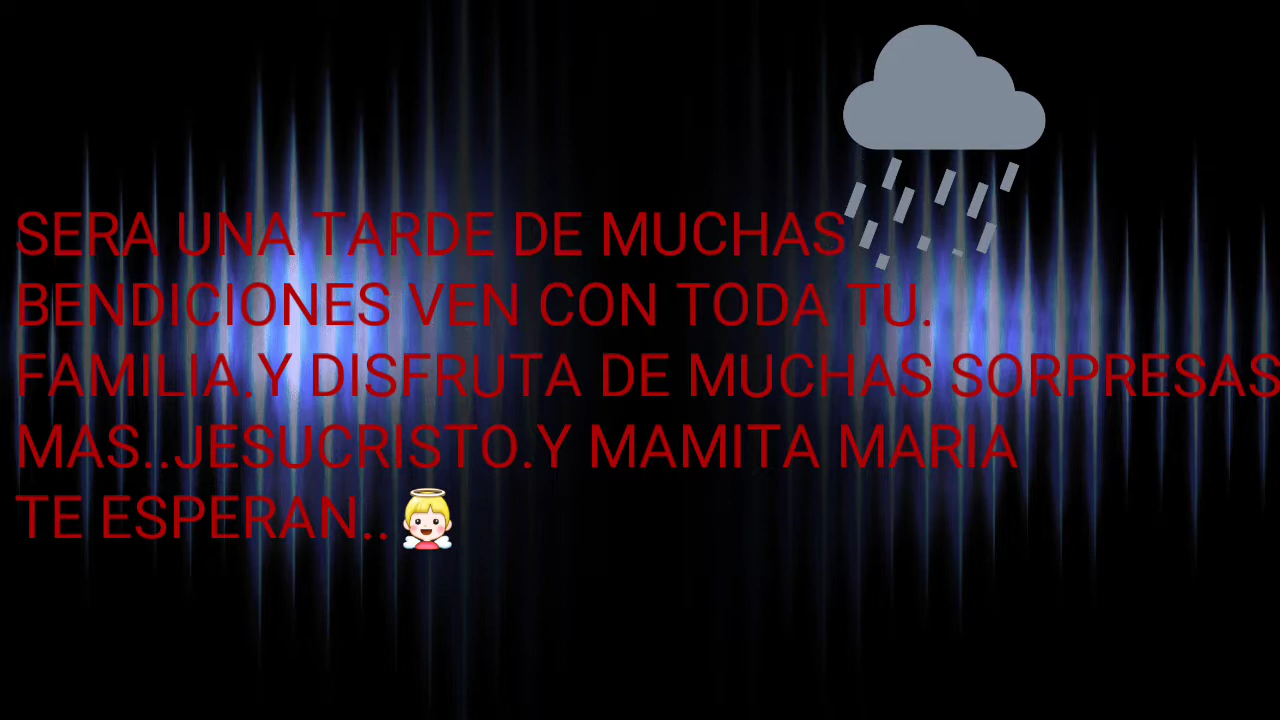 SERA UNA TARDE DE MUCHAS
BENDICIONES VEN CON TODA TU.
FAMILIA.Y DISFRUTA DE MUCHAS SORPRESAS
MAS..JESUCRISTO.Y MAMITA MARIA
TE ESPERAN..